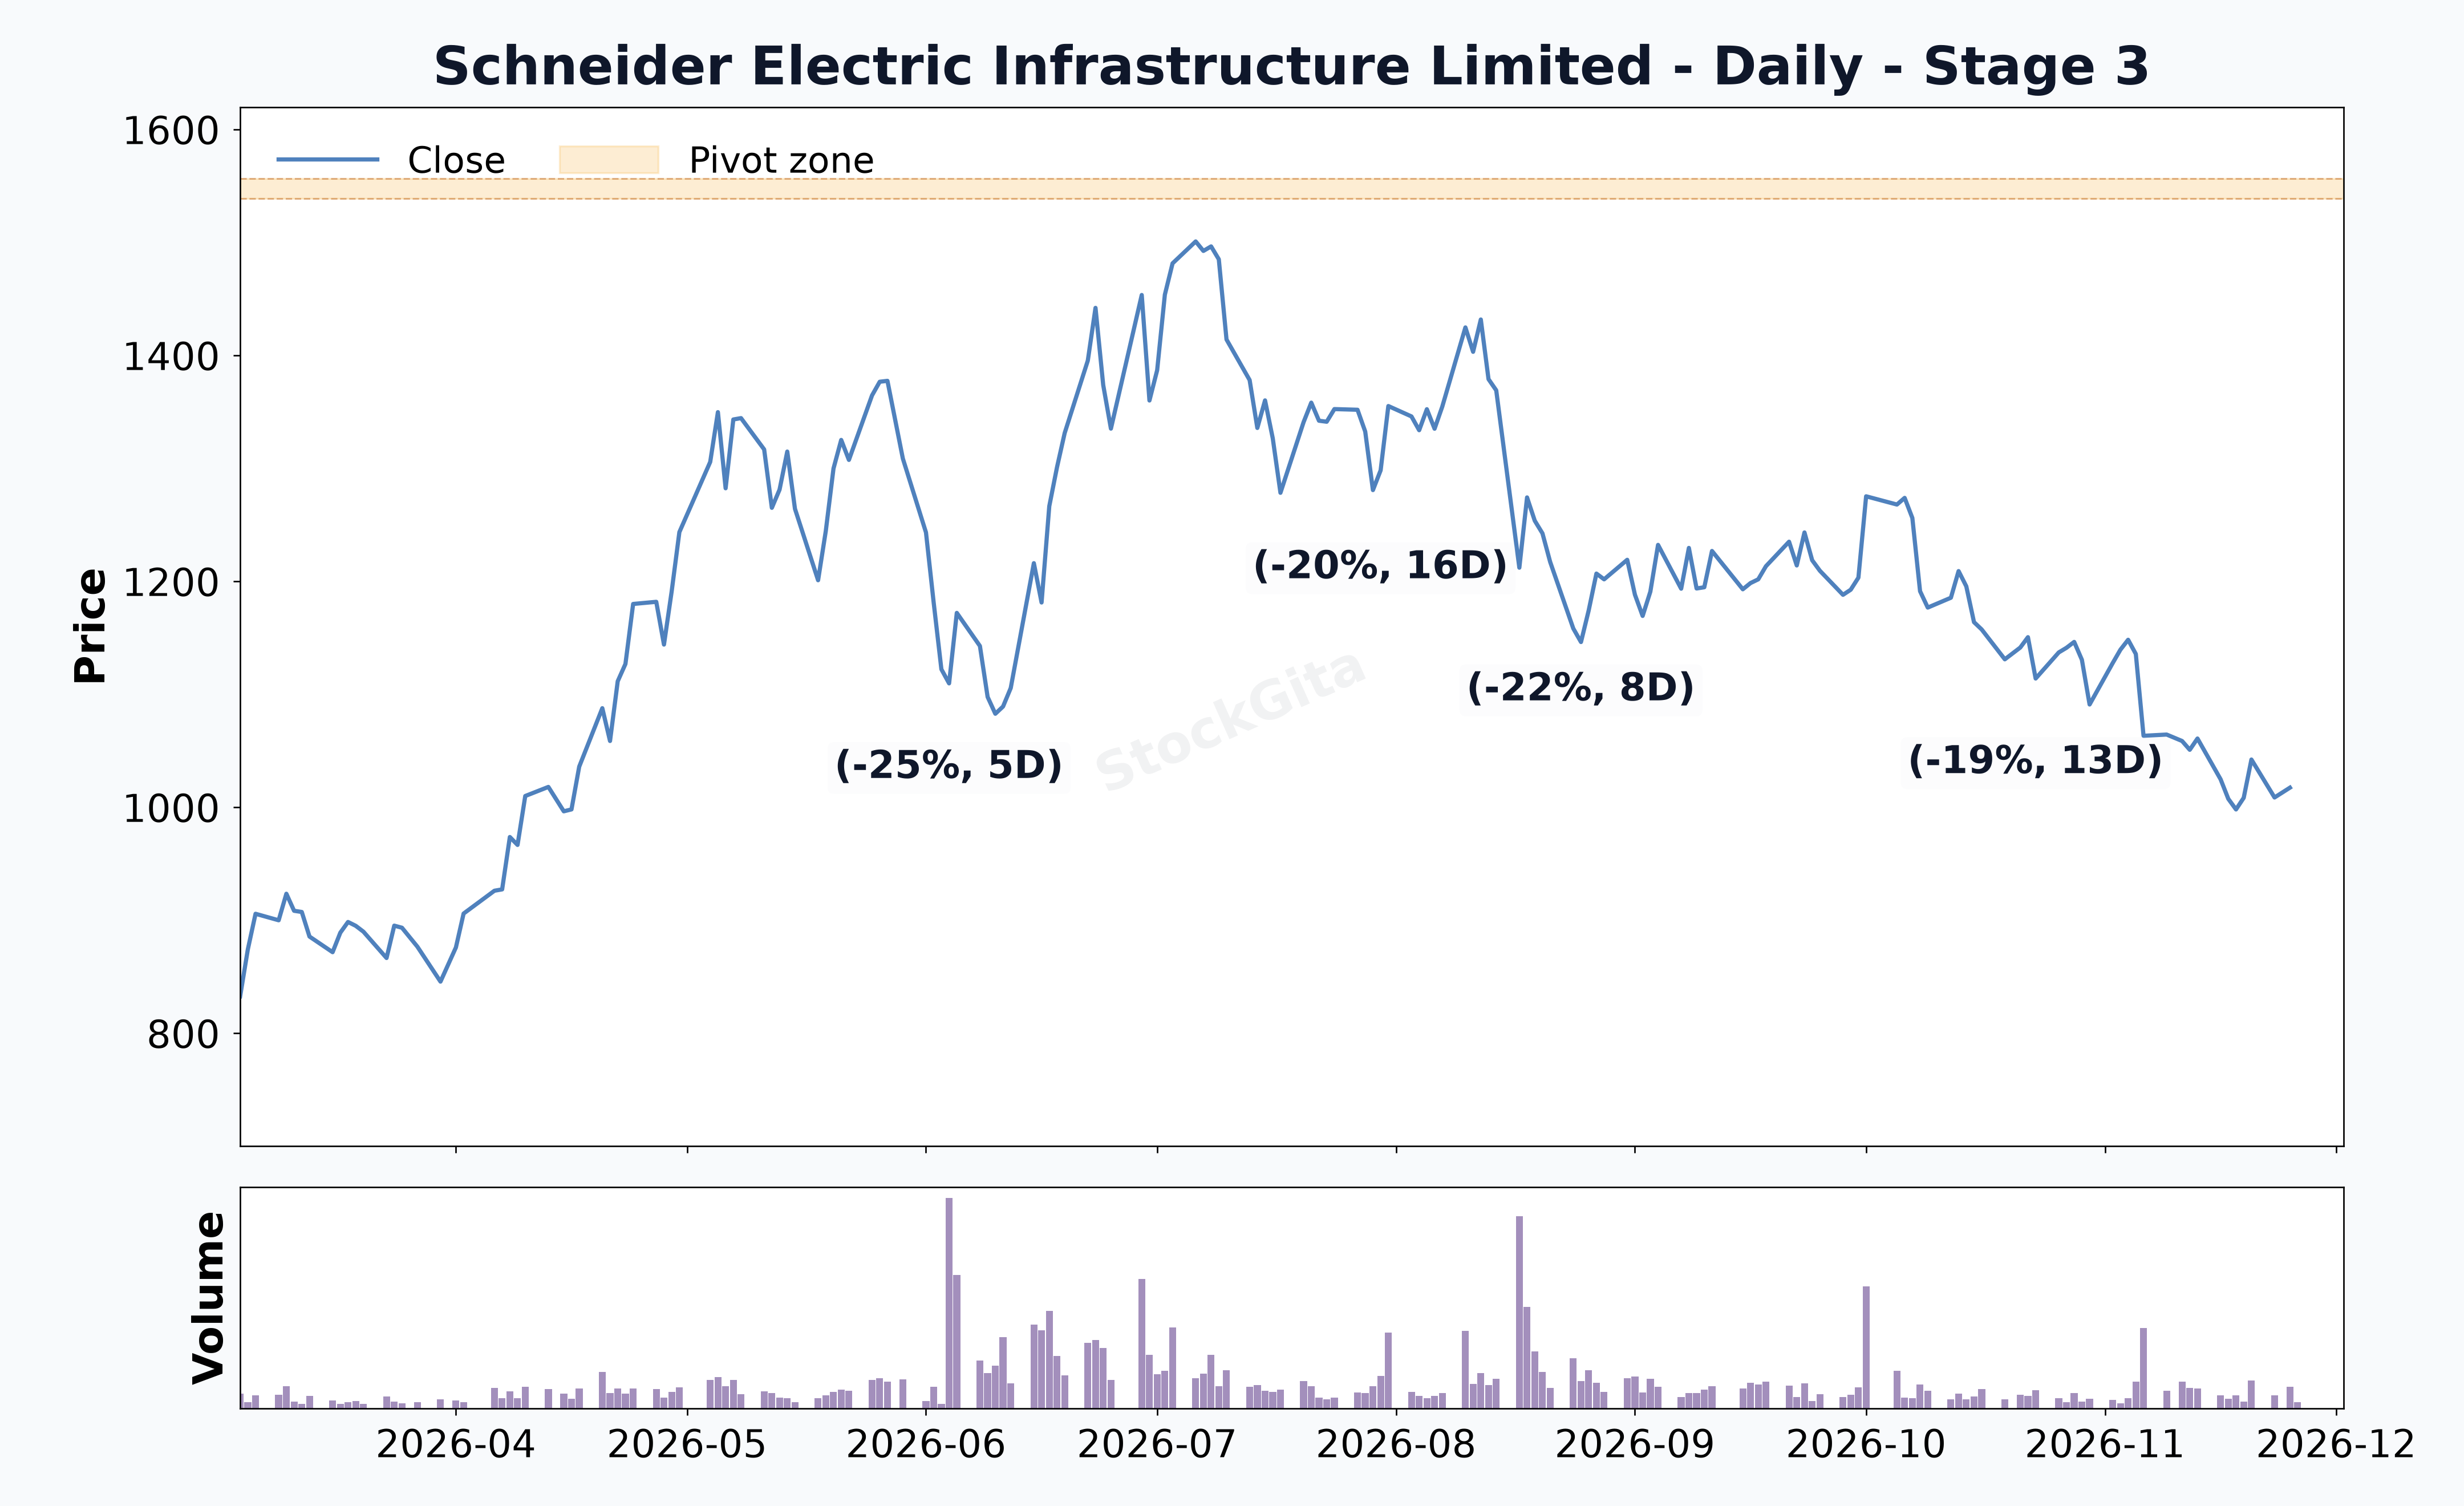 Schneider Electric Infrastructure Limited - Daily - Stage 3
Close
Pivot zone
Price
1600
1400
1200
1000
800
(-25%, 5D)
(-20%, 16D)
(-22%, 8D)
(-19%, 13D)
StockGita
Volume
2026-04
2026-05
2026-06
2026-07
2026-08
2026-09
2026-10
2026-11
2026-12